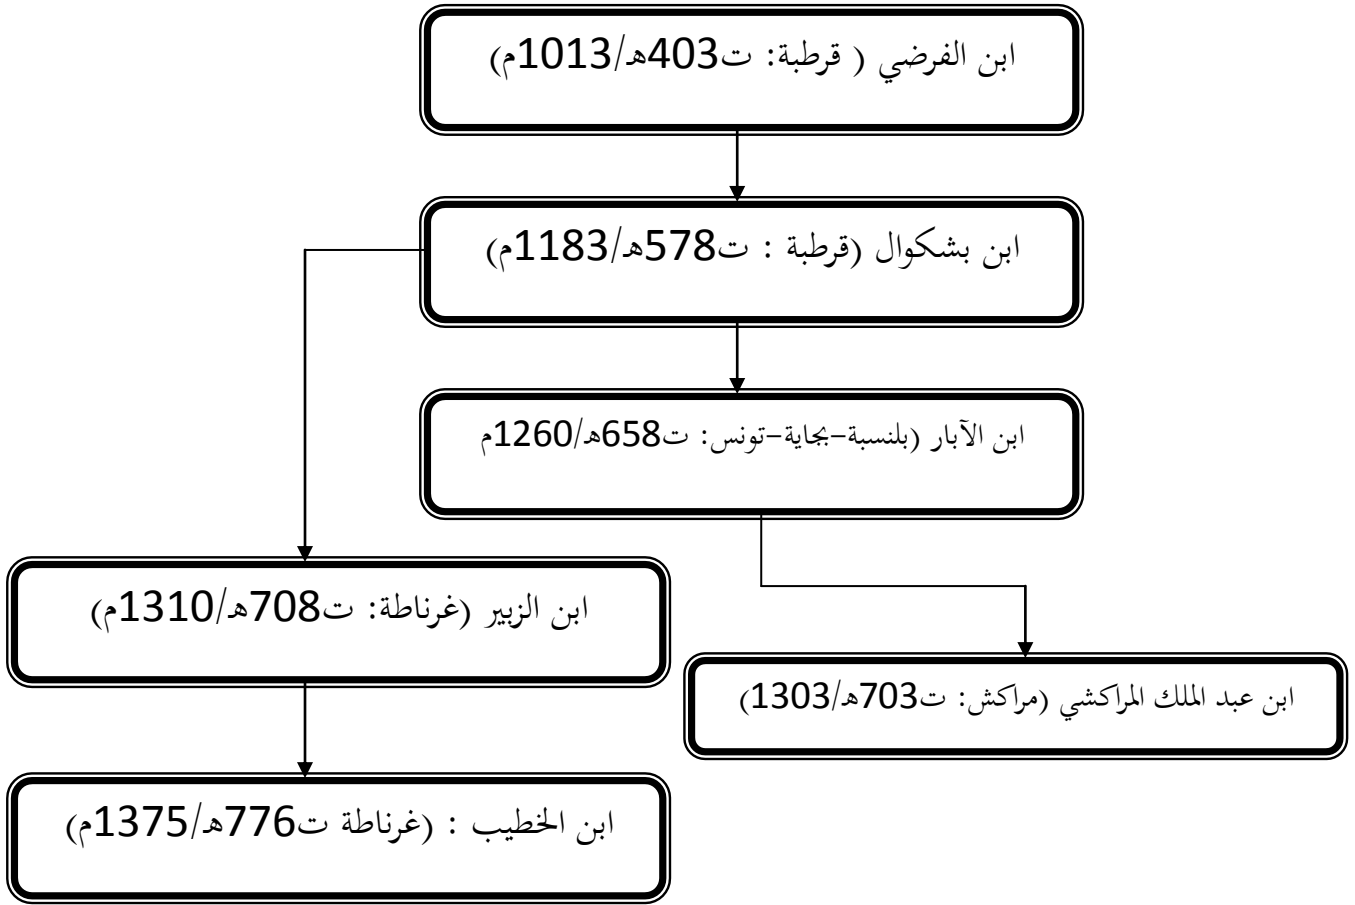 ابن الفرضي ( قرطبة: ت403هـ/1013م)
ابن بشكوال (قرطبة : ت578هـ/1183م)
ابن الآبار (بلنسبة-بجاية-تونس: ت658هـ/1260م
ابن الزبير (غرناطة: ت708هـ/1310م)
ابن عبد الملك المراكشي (مراكش: ت703هـ/1303)
ابن الخطيب : (غرناطة ت776هـ/1375م)